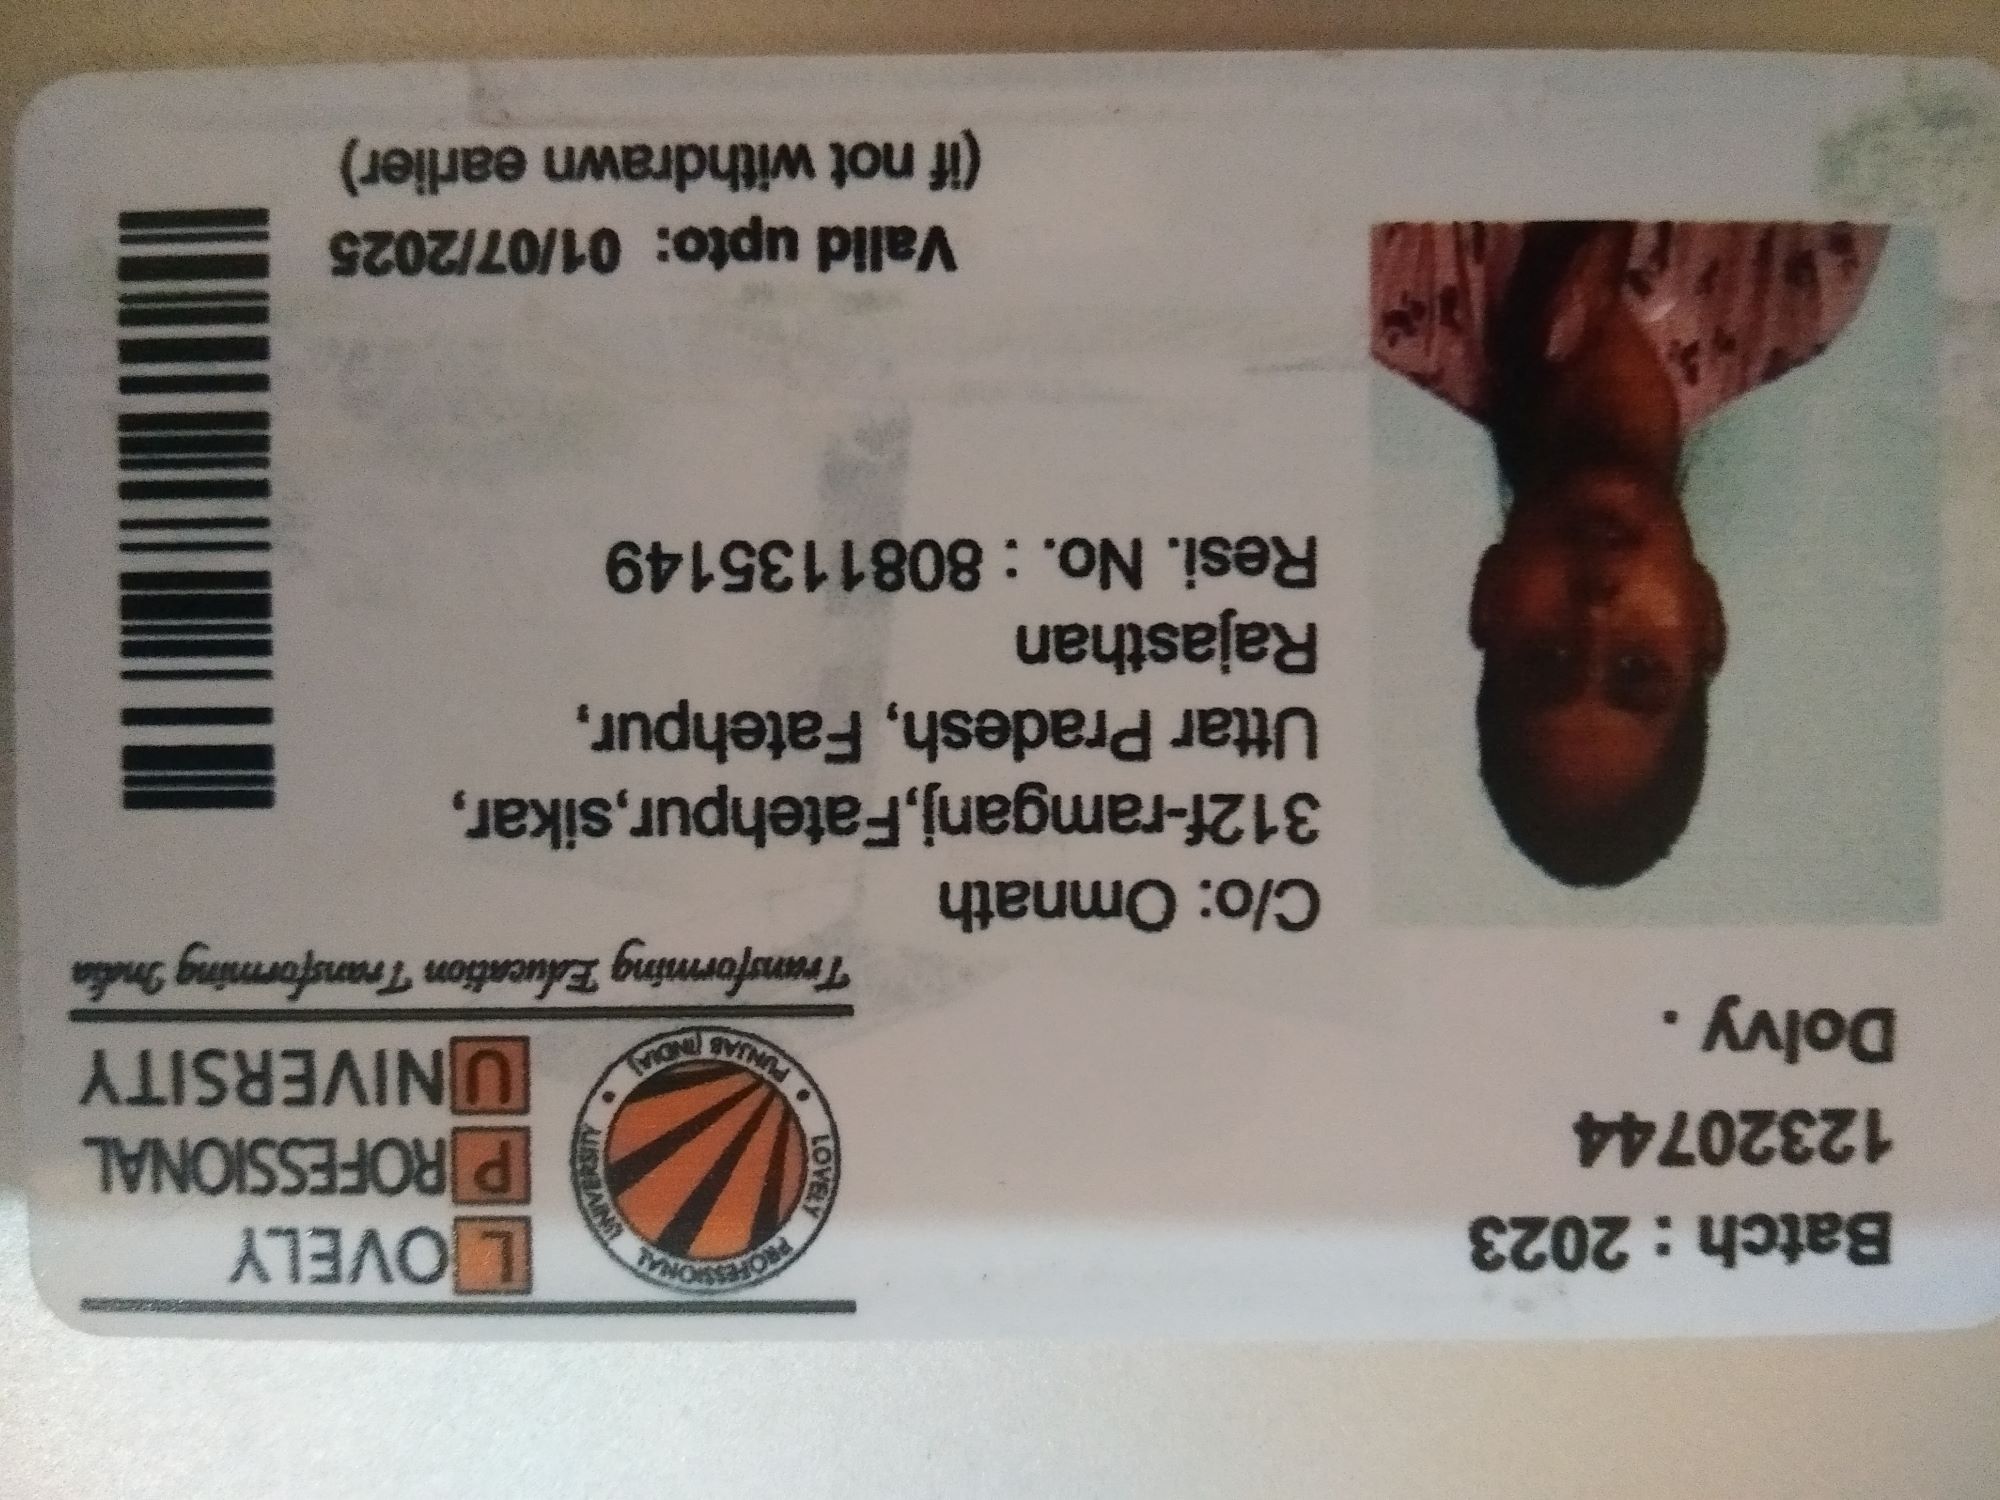 Batch : 2023
12320744
Dolvy .
LOVELY PROFESSIONAL UNIVERSITY
PUNJAB (INDIA)
LOVELY
PROFESSIONAL
UNIVERSITY
Transforming Education Transforming India
C/o: Omnath
312f-ramganj,Fatehpur,sikar,
Uttar Pradesh, Fatehpur,
Rajasthan
Resi. No. : 8081135149
Valid upto: 01/07/2025
(if not withdrawn earlier)